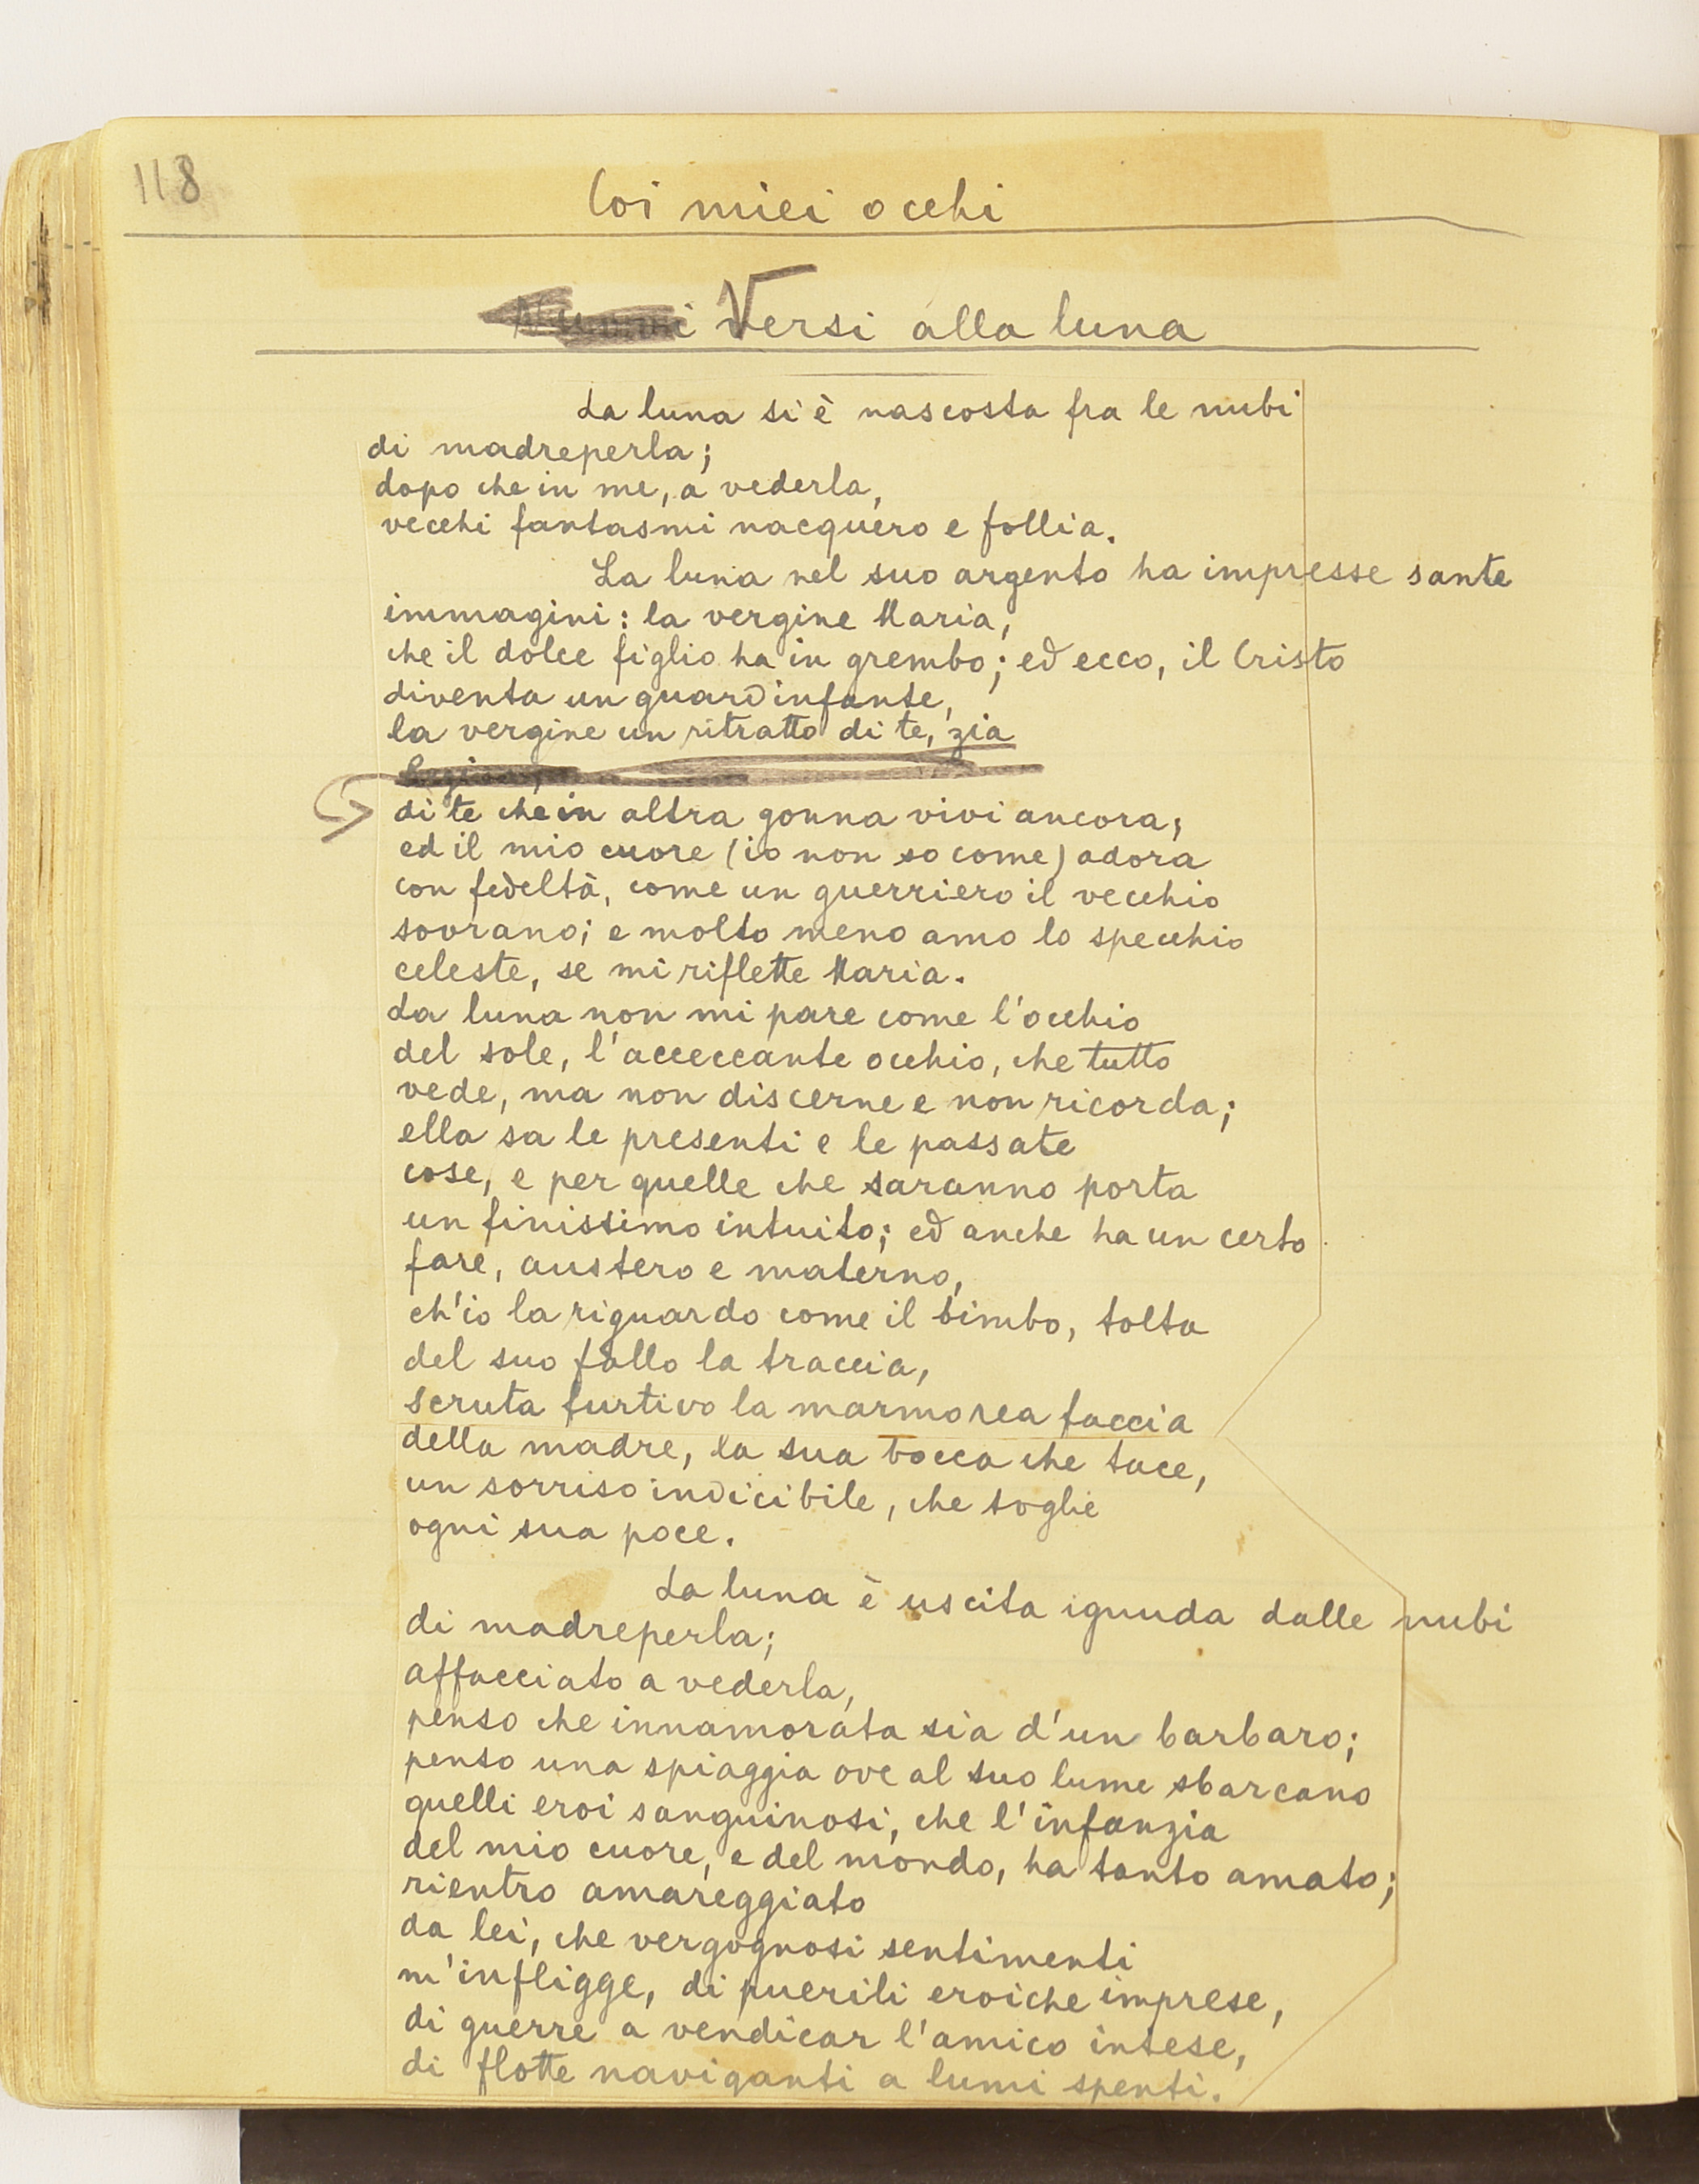 118
Coi miei occhi
Nuovi Versi alla luna
La luna si è nascosta fra le nubi
di madreperla;
dopo che in me, a vederla,
vecchi fantasmi nacquero e follia.
La luna nel suo argento ha impresse sante
immagini: la vergine Maria,
che il dolce figlio ha in grembo; ed ecco, il Cristo
diventa un guardinfante,
la vergine un ritratto di te, zia
di te che in altra gonna vivi ancora;
ed il mio cuore (io non so come) adora
con fedeltà, come un guerriero il vecchio
sovrano; e molto meno amo lo specchio
celeste, se mi riflette Maria.
La luna non mi pare come l'occhio
del sole, l'acceccante occhio, che tutto
vede, ma non discerne e non ricorda;
ella sa le presenti e le passate
cose, e per quelle che saranno porta
un finissimo intuito; ed anche ha un certo
fare, austero e materno,
ch'io la riguardo come il bimbo, tolta
del suo fallo la traccia,
scruta furtivo la marmorea faccia
della madre, la sua bocca che tace,
un sorriso indicibile, che toglie
ogni sua pace.
La luna è uscita ignuda dalle nubi
di madreperla;
affacciato a vederla,
penso che innamorata sia d'un barbaro;
penso una spiaggia ove al suo lume sbarcano
quelli eroi sanguinosi, che l'infanzia
del mio cuore, e del mondo, ha tanto amato;
rientro amareggiato
da lei, che vergognosi sentimenti
m'infligge, di puerili eroiche imprese,
di guerre a vendicar l'amico intese,
di flotte naviganti a lumi spenti.